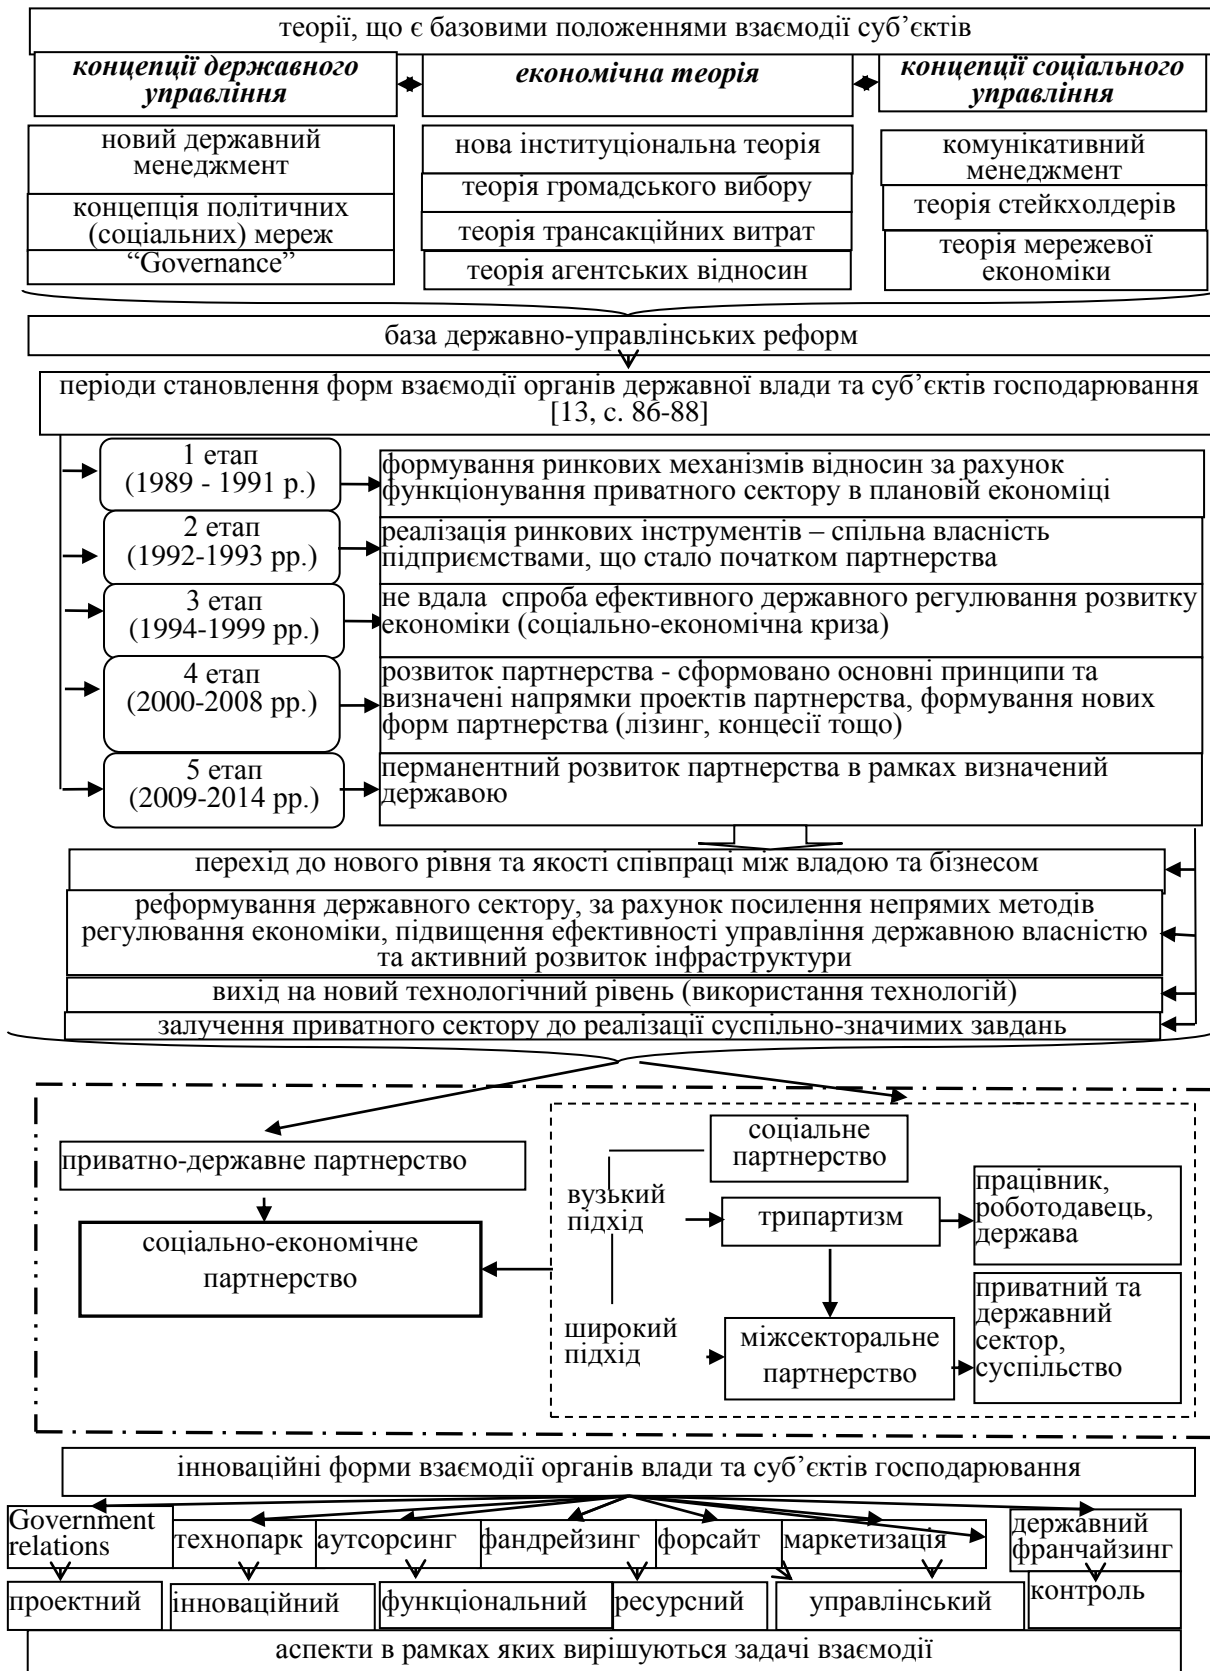 теорії, що є базовими положеннями взаємодії суб’єктів
концепції державного
управління
економічна теорія
концепції соціального
управління
новий державний
менеджмент
концепція політичних
(соціальних) мереж
“Governance”
нова інституціональна теорія
теорія громадського вибору
теорія трансакційних витрат
теорія агентських відносин
комунікативний
менеджмент
теорія стейкхолдерів
теорія мережевої
економіки
база державно-управлінських реформ
періоди становлення форм взаємодії органів державної влади та суб’єктів господарювання
[13, с. 86-88]
1 етап
(1989 - 1991 р.)
формування ринкових механізмів відносин за рахунок
функціонування приватного сектору в плановій економіці
2 етап
(1992-1993 рр.)
реалізація ринкових інструментів – спільна власність
підприємствами, що стало початком партнерства
3 етап
(1994-1999 рр.)
не вдала  спроба ефективного державного регулювання розвитку
економіки (соціально-економічна криза)
4 етап
(2000-2008 рр.)
розвиток партнерства - сформовано основні принципи та
визначені напрямки проектів партнерства, формування нових
форм партнерства (лізинг, концесії тощо)
5 етап
(2009-2014 рр.)
перманентний розвиток партнерства в рамках визначений
державою
перехід до нового рівня та якості співпраці між владою та бізнесом
реформування державного сектору, за рахунок посилення непрямих методів
регулювання економіки, підвищення ефективності управління державною власністю
та активний розвиток інфраструктури
вихід на новий технологічний рівень (використання технологій)
залучення приватного сектору до реалізації суспільно-значимих завдань
приватно-державне партнерство
соціально-економічне
партнерство
соціальне
партнерство
вузький
підхід
трипартизм
працівник,
роботодавець,
держава
широкий
підхід
міжсекторальне
партнерство
приватний та
державний
сектор,
суспільство
інноваційні форми взаємодії органів влади та суб’єктів господарювання
Government
relations
технопарк
аутсорсинг
фандрейзинг
форсайт
маркетизація
державний
франчайзинг
проектний
інноваційний
функціональний
ресурсний
управлінський
контроль
аспекти в рамках яких вирішуються задачі взаємодії